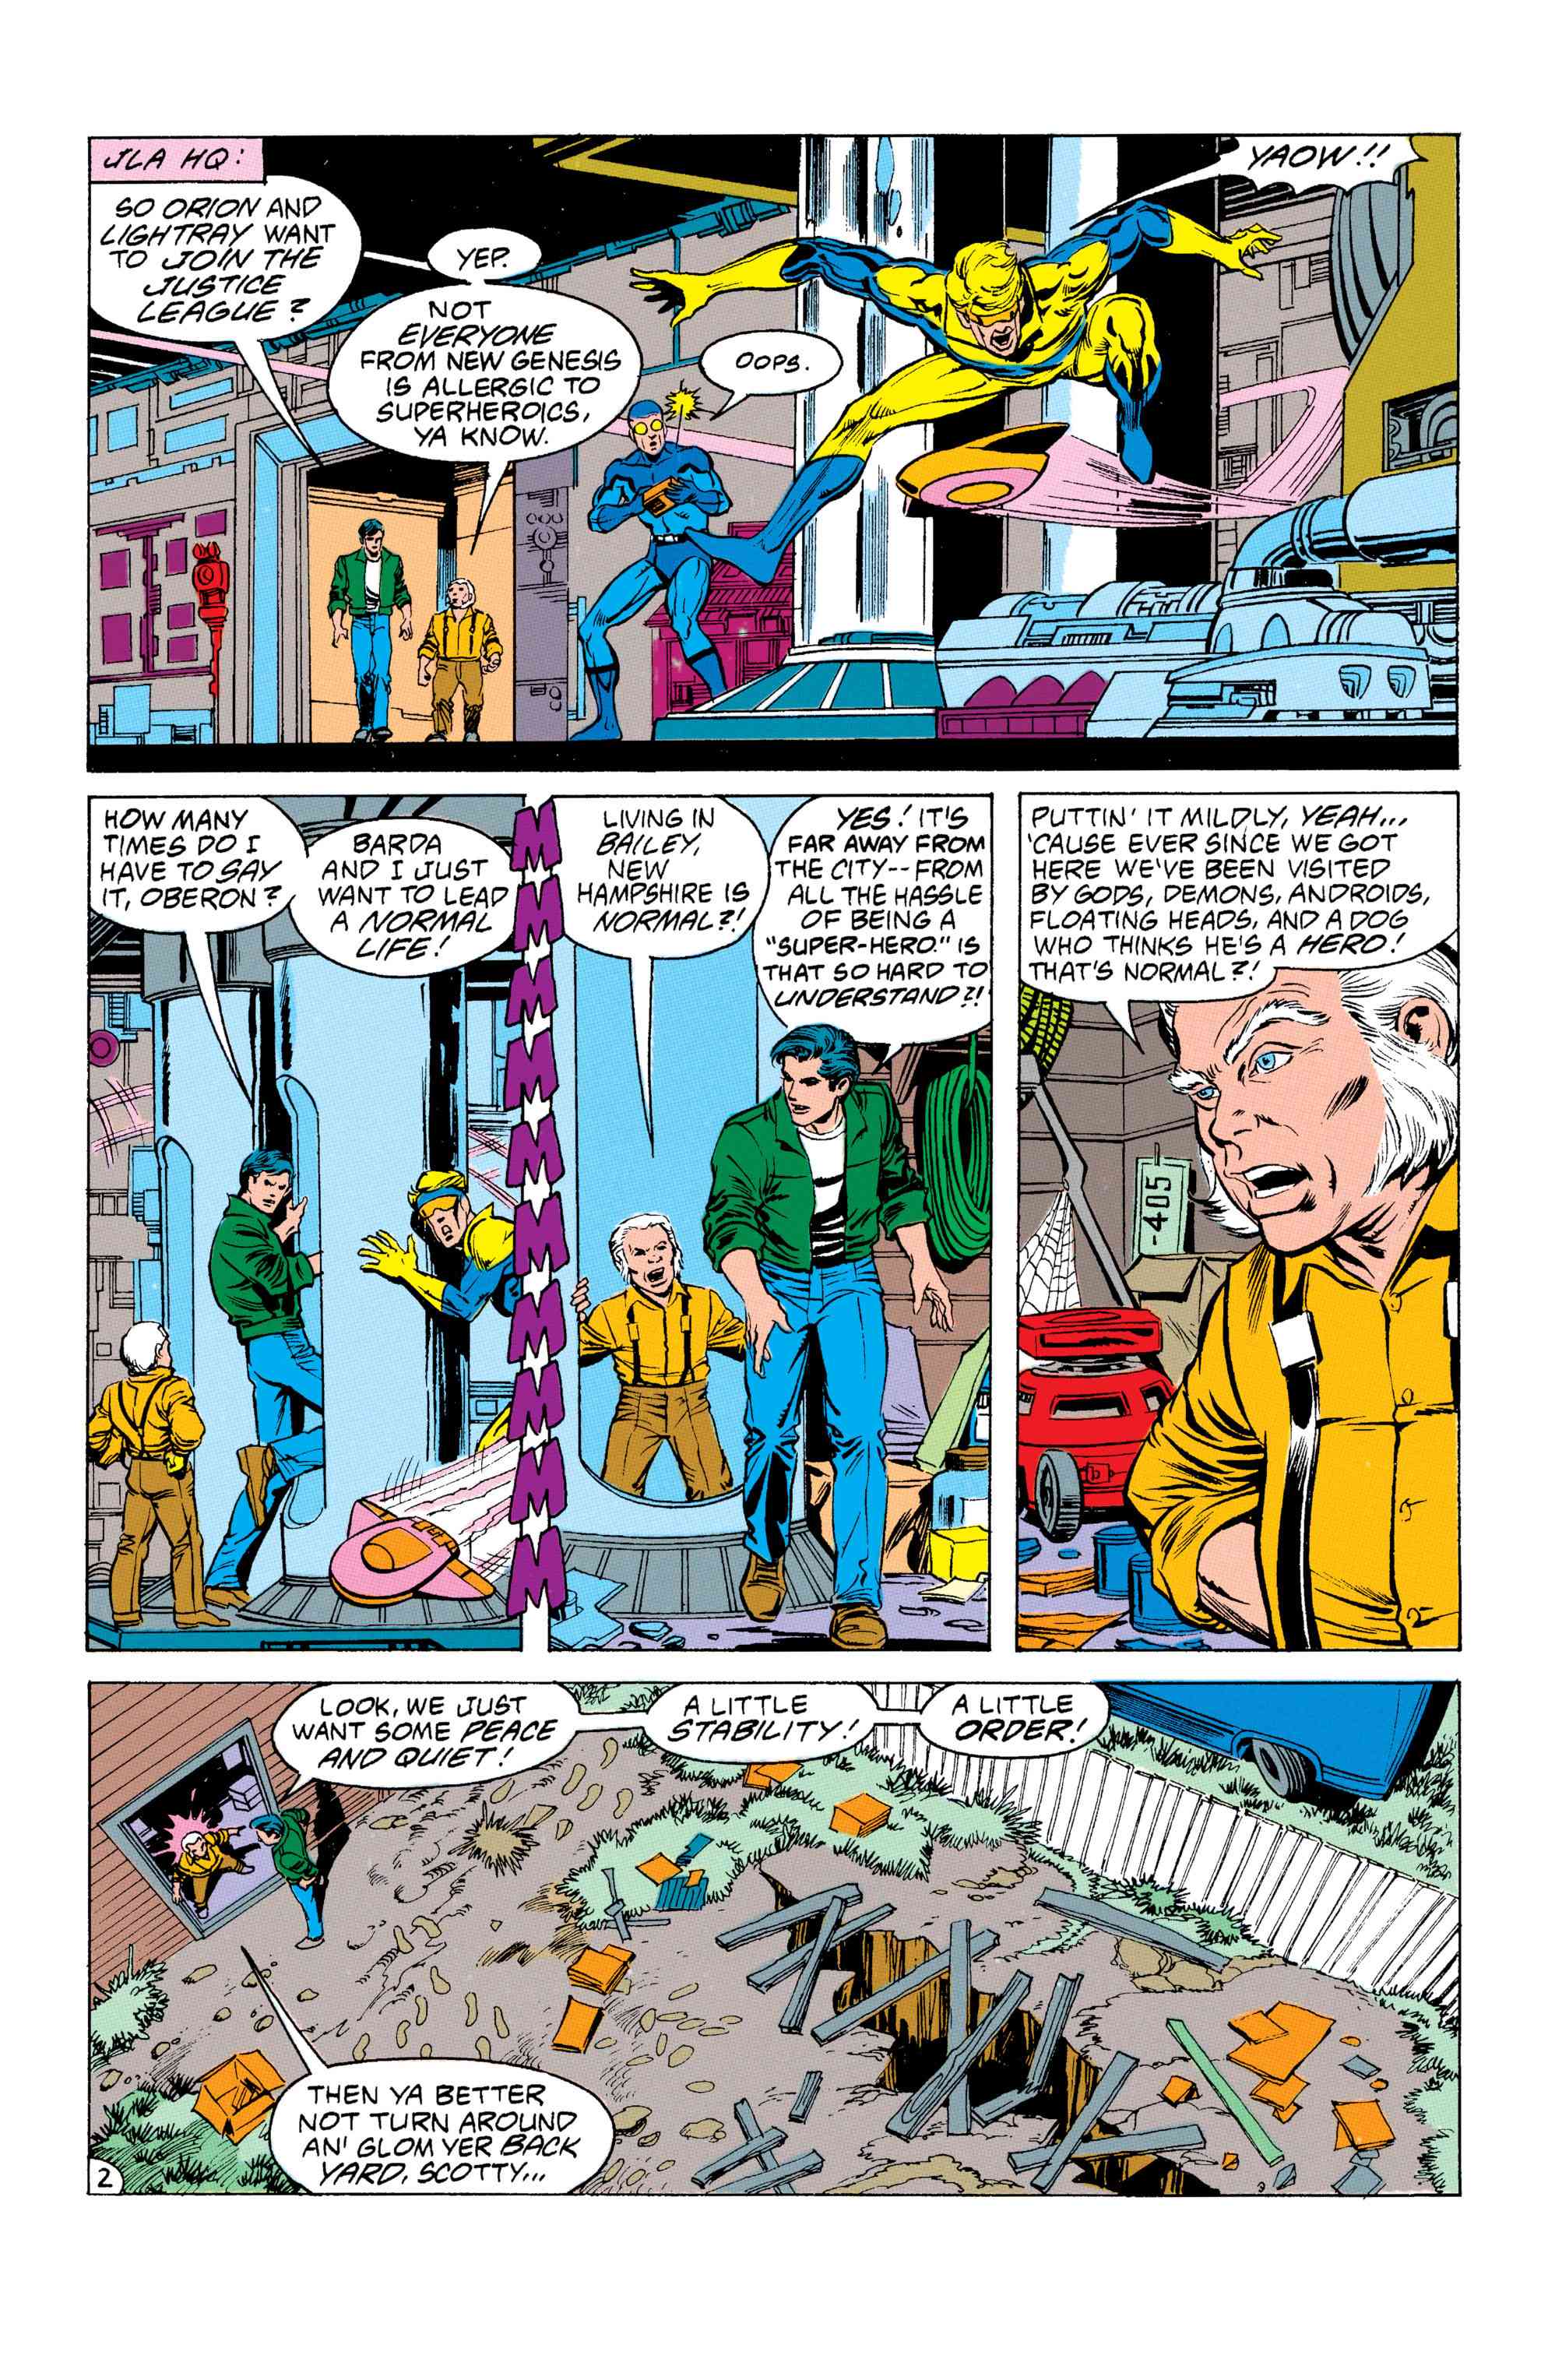 JLA HQ:
SO ORION AND
LIGHTRAY WANT
TO JOIN THE
JUSTICE
LEAGUE?
YEP.
NOT
EVERYONE
FROM NEW GENESIS
IS ALLERGIC TO
SUPERHEROICS,
YA KNOW.
OOPS.
YAOW!!
HOW MANY
TIMES DO I
HAVE TO SAY
IT, OBERON?
BARDA
AND I JUST
WANT TO LEAD
A NORMAL
LIFE!
MMMMMMMMMMMMMM
LIVING IN
BAILEY,
NEW
HAMPSHIRE IS
NORMAL?!
YES! IT'S
FAR AWAY FROM
THE CITY--FROM
ALL THE HASSLE
OF BEING A
"SUPER-HERO." IS
THAT SO HARD TO
UNDERSTAND?!
PUTTIN' IT MILDLY, YEAH...
'CAUSE EVER SINCE WE GOT
HERE WE'VE BEEN VISITED
BY GODS, DEMONS, ANDROIDS,
FLOATING HEADS, AND A DOG
WHO THINKS HE'S A HERO!
THAT'S NORMAL?!
-405
LOOK, WE JUST
WANT SOME PEACE
AND QUIET!
A LITTLE
STABILITY!
A LITTLE
ORDER!
THEN YA BETTER
NOT TURN AROUND
AN' GLOM YER BACK
YARD, SCOTTY...
2